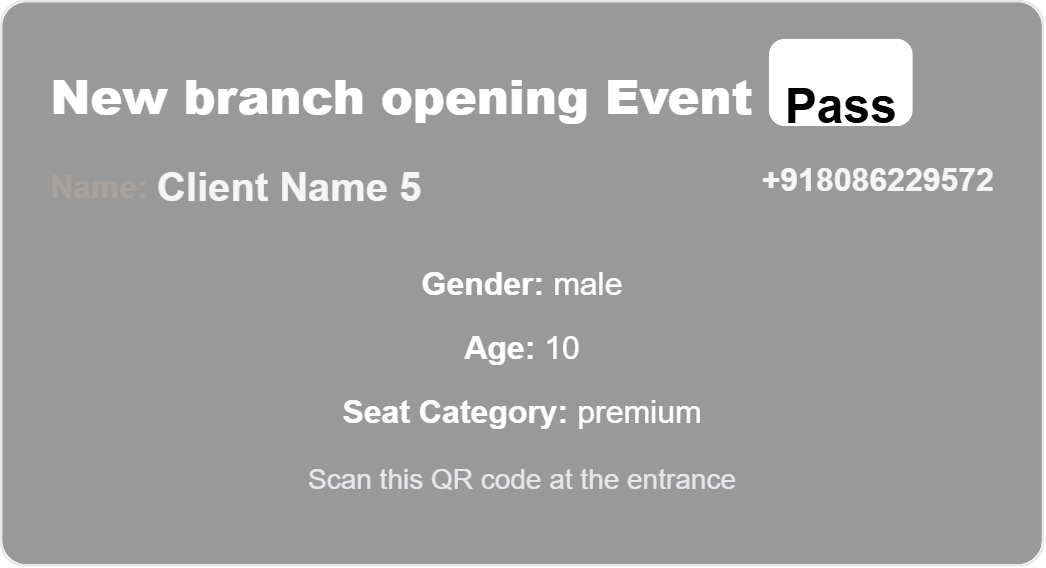 New branch opening Event Pass
Name: Client Name 5 +918086229572
Gender: male
Age: 10
Seat Category: premium
Scan this QR code at the entrance